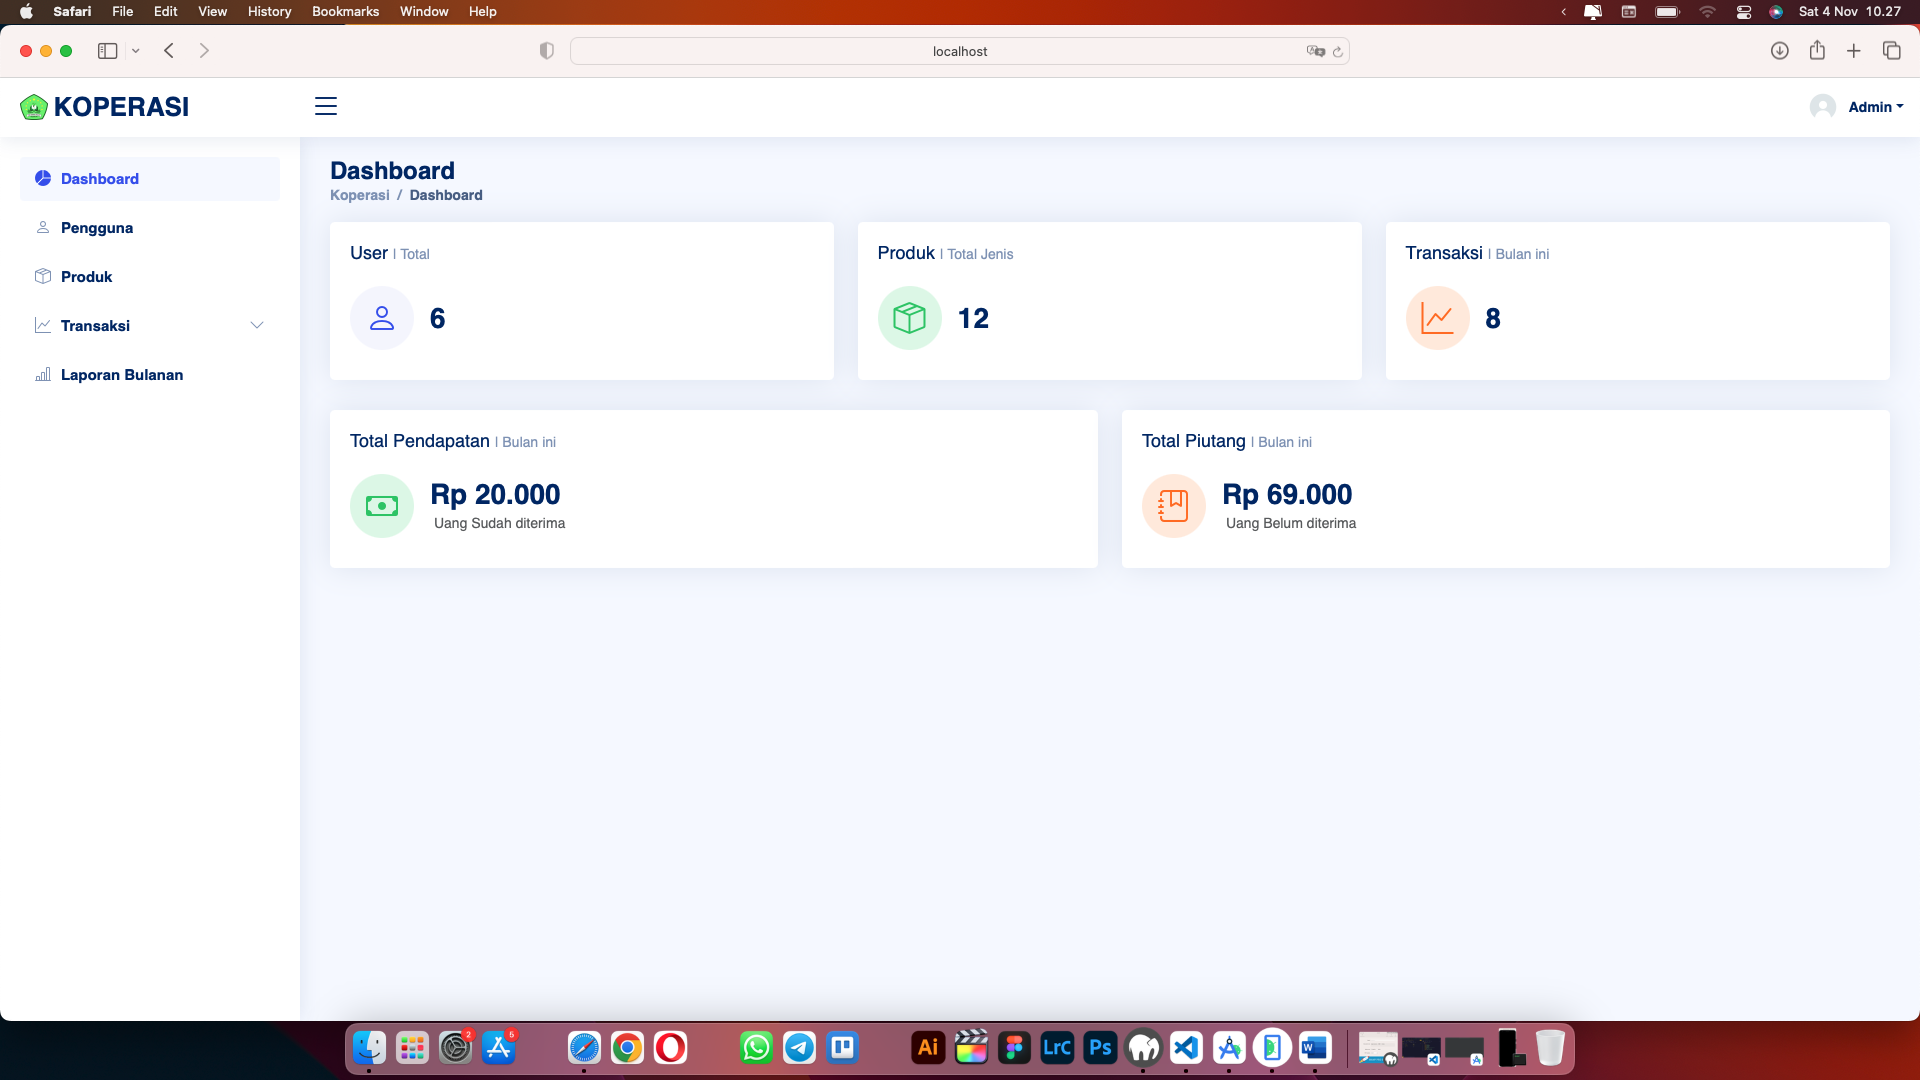 Safari File Edit View History Bookmarks Window Help
Sat 4 Nov 10.27
localhost
KOPERASI
Admin
Dashboard
Pengguna
Produk
Transaksi
Laporan Bulanan
Dashboard
Koperasi / Dashboard
User | Total
6
Produk | Total Jenis
12
Transaksi | Bulan ini
8
Total Pendapatan | Bulan ini
Rp 20.000
Uang Sudah diterima
Total Piutang | Bulan ini
Rp 69.000
Uang Belum diterima
2
5
Ai
LrC
Ps
W